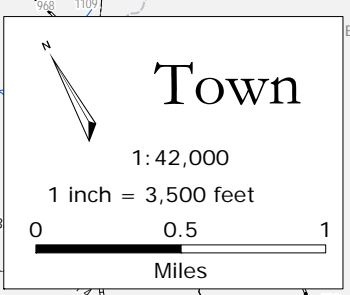 968 1109
N
Town
1:42,000
1 inch = 3,500 feet
0 0.5 1
Miles